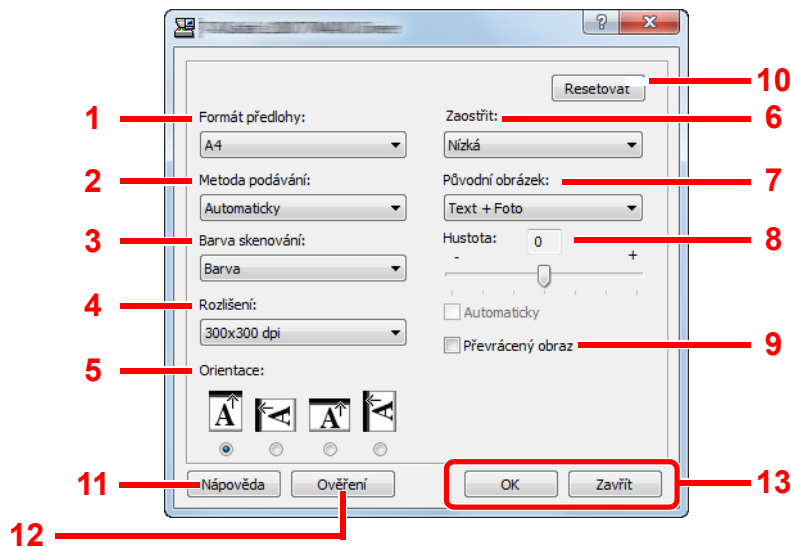 10
Resetovat
1
Formát předlohy:
A4
Zaostřit:
6
Nízká
2
Metoda podávání:
Automaticky
Původní obrázek:
7
Text + Foto
3
Barva skenování:
Barva
Hustota:
0
8
-
+
4
Rozlišení:
300x300 dpi
Automaticky
Převrácený obraz
9
5
Orientace:
A
A
A
A
11
Nápověda
Ověření
OK
Zavřít
13
12